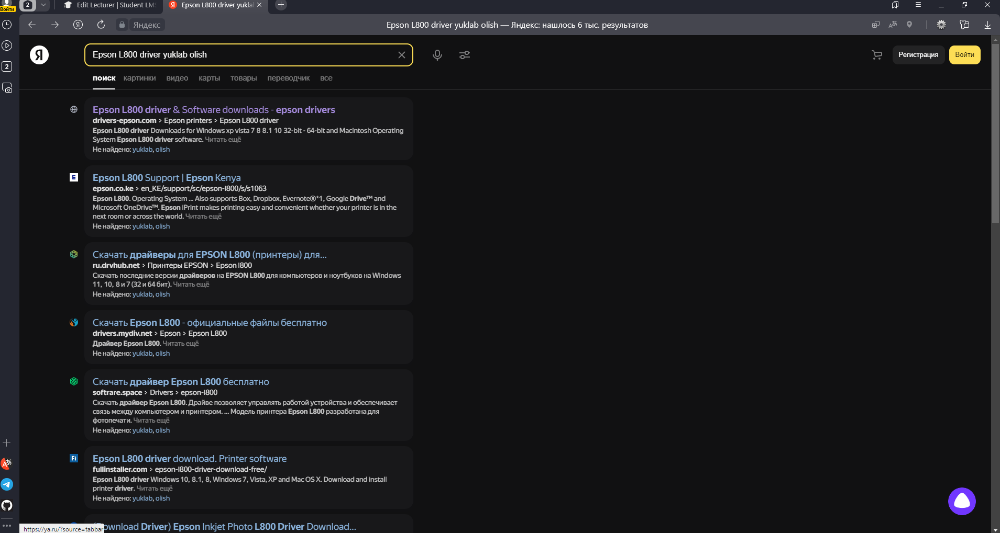 Войти
2
Edit Lecturer | Student LMS
Я
Epson L800 driver yuklab
Я
Яндекс
Epson L800 driver yuklab olish — Яндекс: нашлось 6 тыс. результатов
2
Я
Epson L800 driver yuklab olish
Регистрация
Войти
поиск
картинки
видео
карты
товары
переводчик
все
Epson L800 driver & Software downloads - epson drivers
drivers-epson.com › Epson printers › Epson L800 driver
Epson L800 driver Downloads for Windows xp vista 7 8 8.1 10 32-bit - 64-bit and Macintosh Operating
System Epson L800 driver software. Читать ещё
Не найдено: yuklab, olish
E
Epson L800 Support | Epson Kenya
epson.co.ke › en_KE/support/sc/epson-l800/s/s1063
Epson L800. Operating System ... Also supports Box, Dropbox, Evernote®*1, Google Drive™ and
Microsoft OneDrive™. Epson iPrint makes printing easy and convenient whether your printer is in the
next room or across the world. Читать ещё
Не найдено: yuklab, olish
Скачать драйверы для EPSON L800 (принтеры) для...
ru.drvhub.net › Принтеры EPSON › Epson l800
Скачать последние версии драйверов на EPSON L800 для компьютеров и ноутбуков на Windows
11, 10, 8 и 7 (32 и 64 бит). Читать ещё
Не найдено: yuklab, olish
Скачать Epson L800 - официальные файлы бесплатно
drivers.mydiv.net › Epson › Epson L800
Драйвер Epson L800. Читать ещё
Не найдено: yuklab, olish
Скачать драйвер Epson L800 бесплатно
softrare.space › Drivers › epson-l800
Скачать драйвер Epson L800. Драйве позволяет управлять работой устройства и обеспечивает
связь между компьютером и принтером. ... Модель принтера Epson L800 разработана для
фотопечати. Читать ещё
Не найдено: yuklab, olish
Fi
Epson L800 driver download. Printer software
fullinstaller.com › epson-l800-driver-download-free/
Epson L800 driver Windows 10, 8.1, 8, Windows 7, Vista, XP and Mac OS X. Download and install
printer driver. Читать ещё
Не найдено: yuklab, olish
(Download Driver) Epson Inkjet Photo L800 Driver Download...
https://ya.ru/?source=tabbar